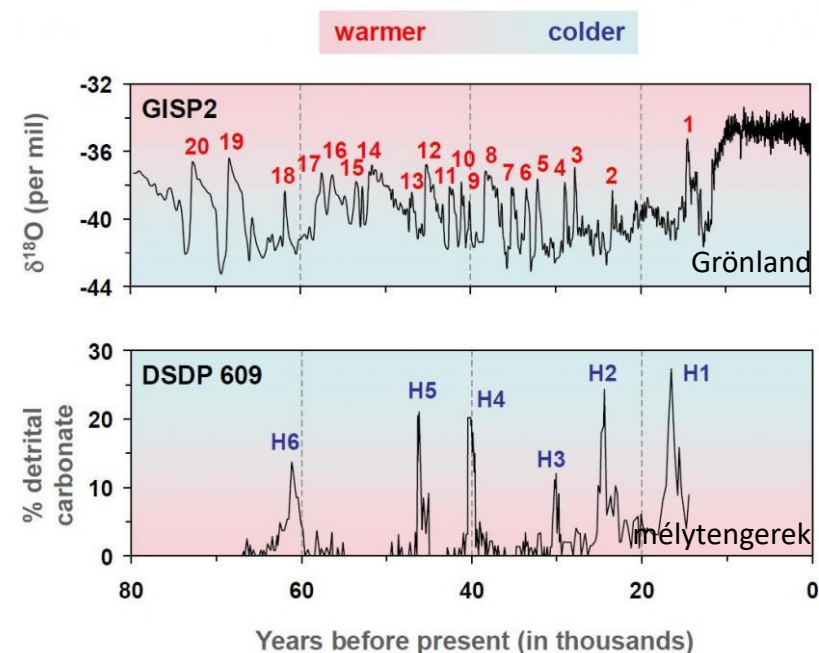 warmer colder
GISP2
δ¹⁸O (per mil)
-32
-36
-40
-44
20 19 18 17 16 15 14 13 12 11 10 9 8 7 6 5 4 3 2 1
Grönland
DSDP 609
% detrital
carbonate
30
20
10
0
H6 H5 H4 H3 H2 H1
mélytengerek
80 60 40 20 0
Years before present (in thousands)